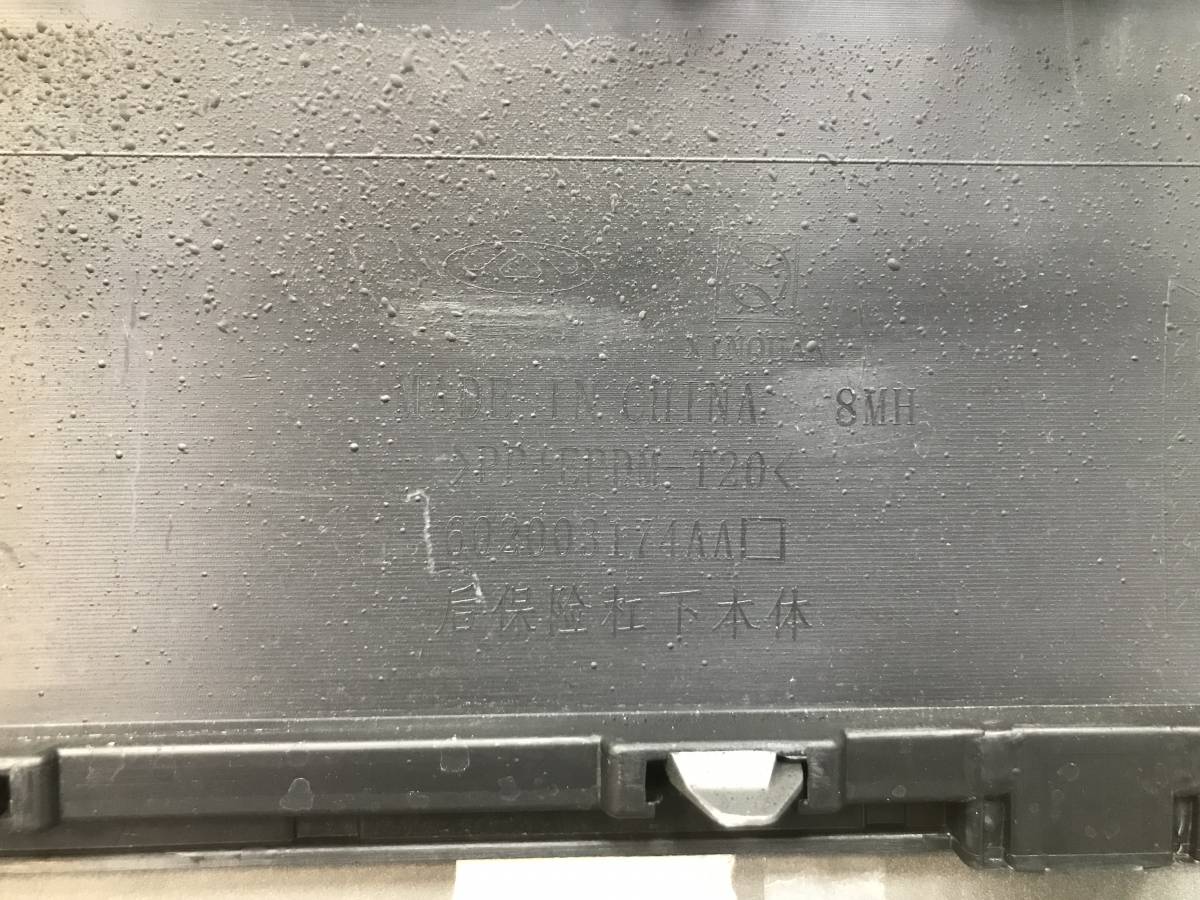 XINQUAN
MADE IN CHINA 8MH
>PP+EPDM-T20<
602003174AA
后保险杠下本体